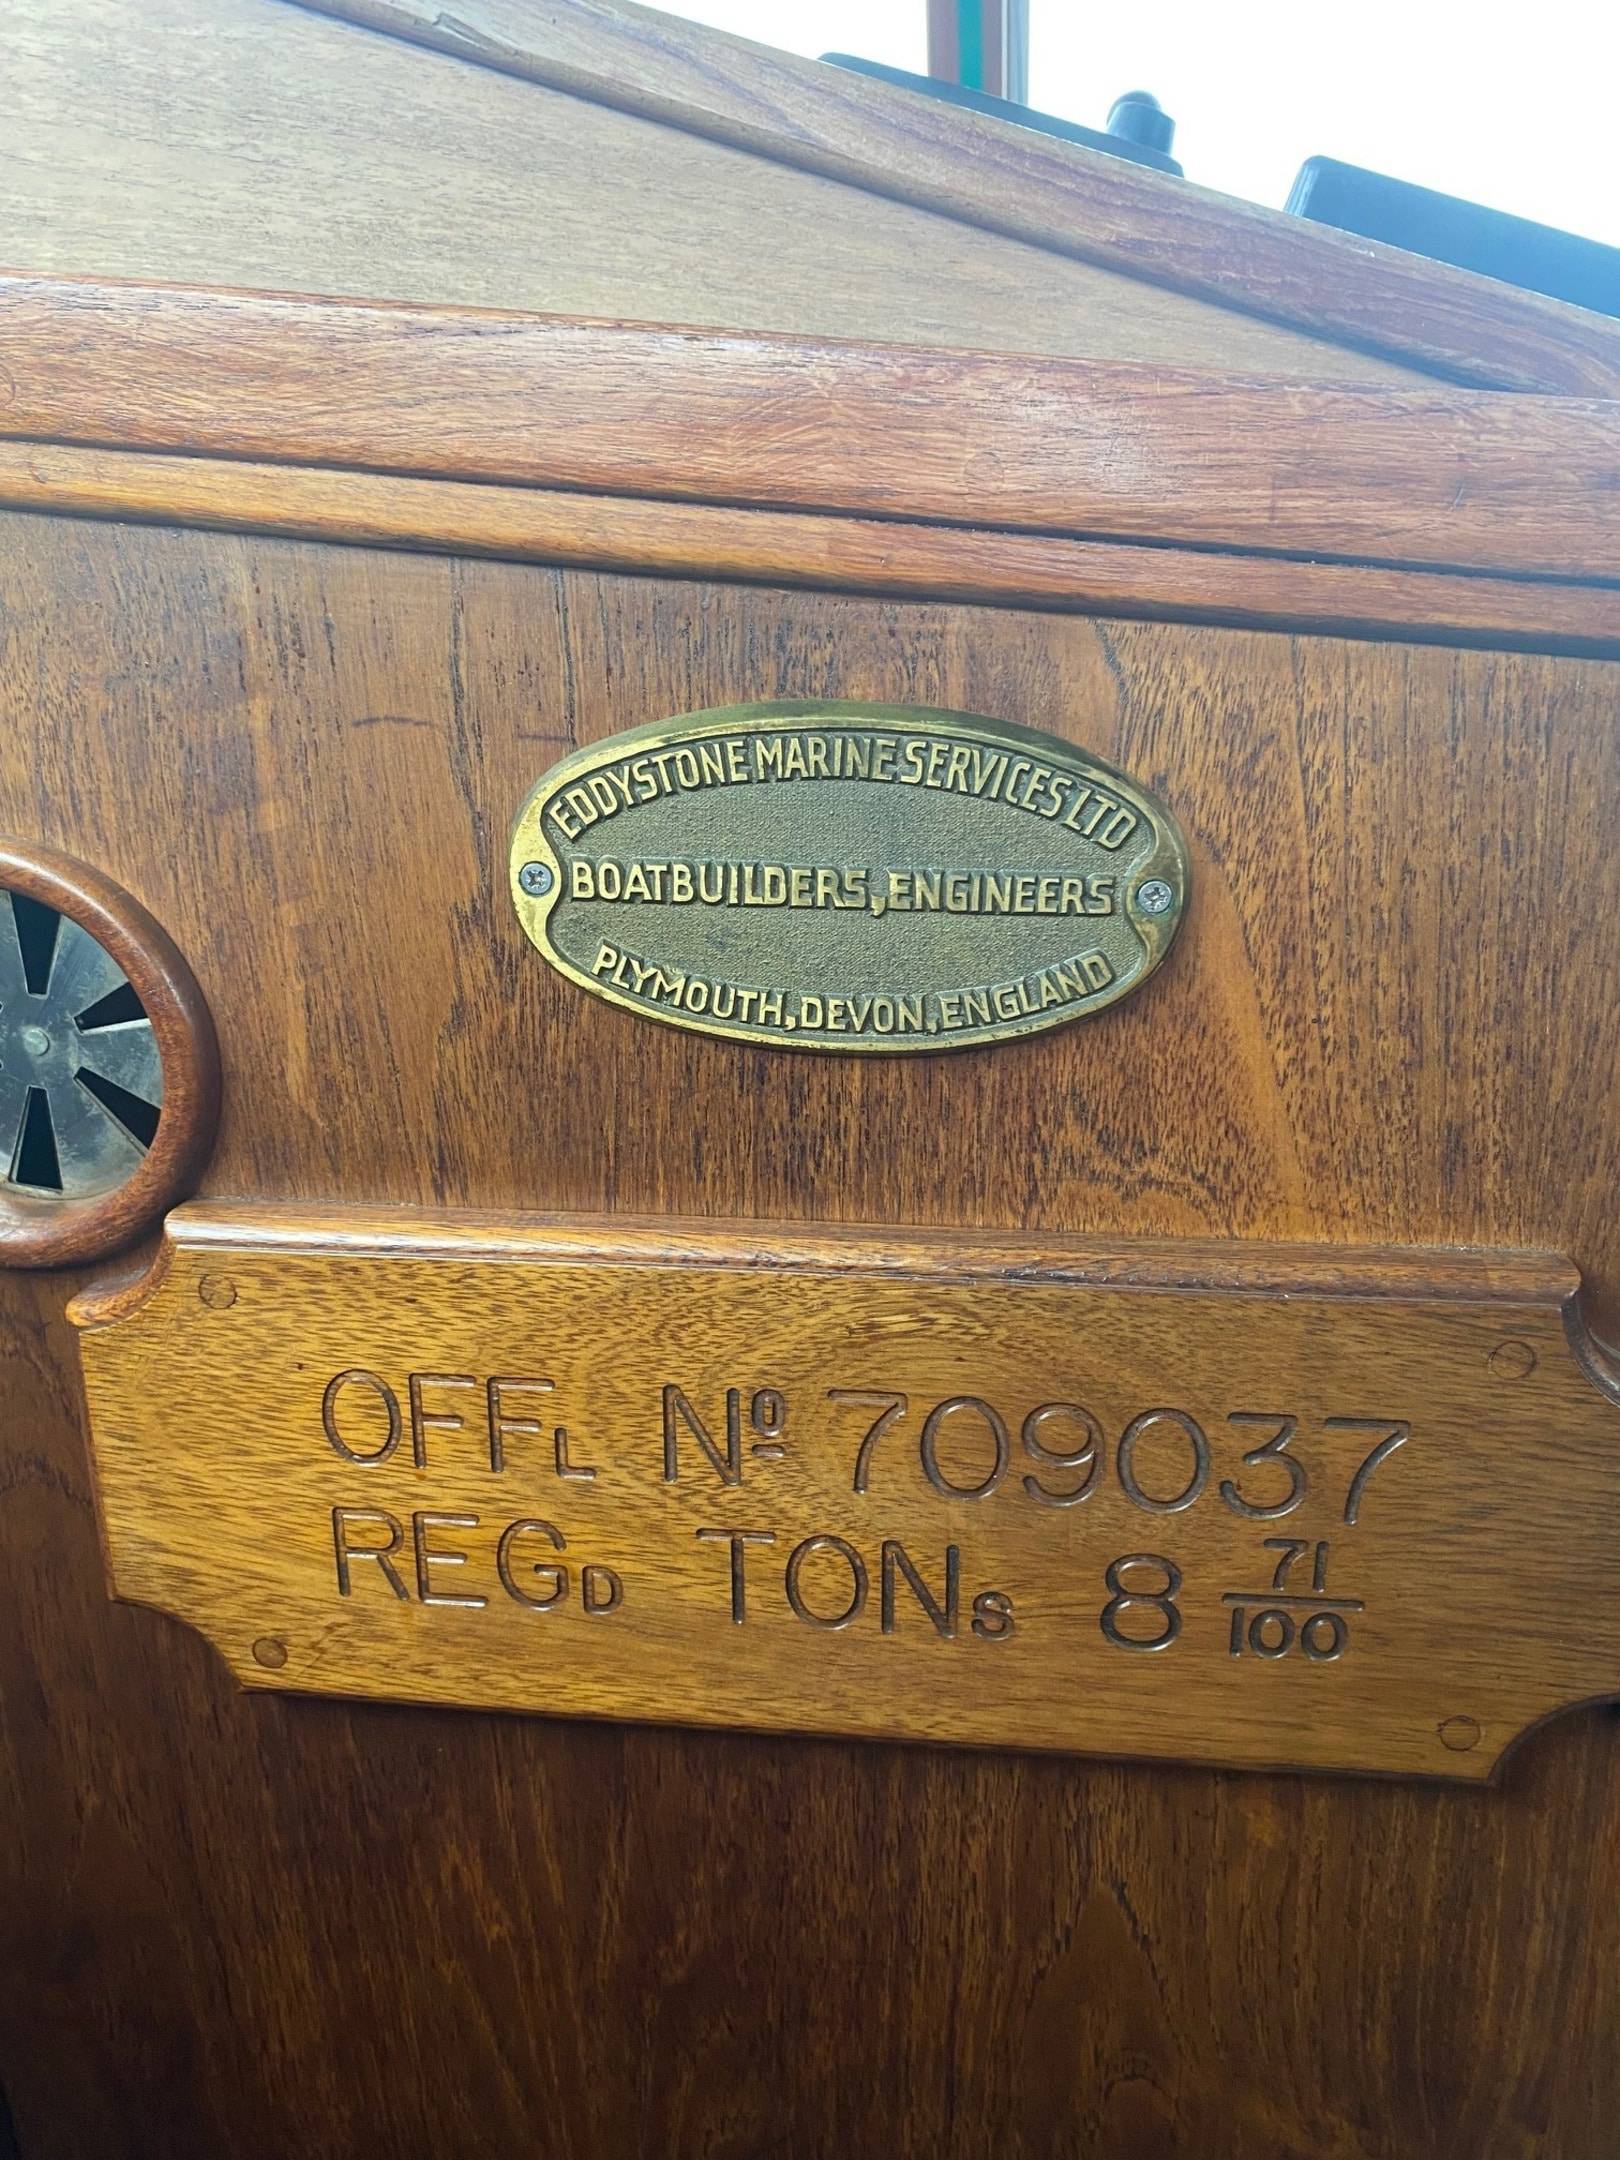 EDDYSTONE MARINE SERVICES LTD
BOATBUILDERS, ENGINEERS
PLYMOUTH, DEVON, ENGLAND
OFFL Nº 709037
REGD TONS 8 71/100